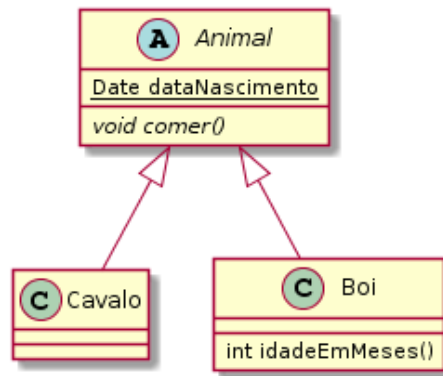 A Animal
Date dataNascimento
void comer()
C Cavalo
C Boi
int idadeEmMeses()